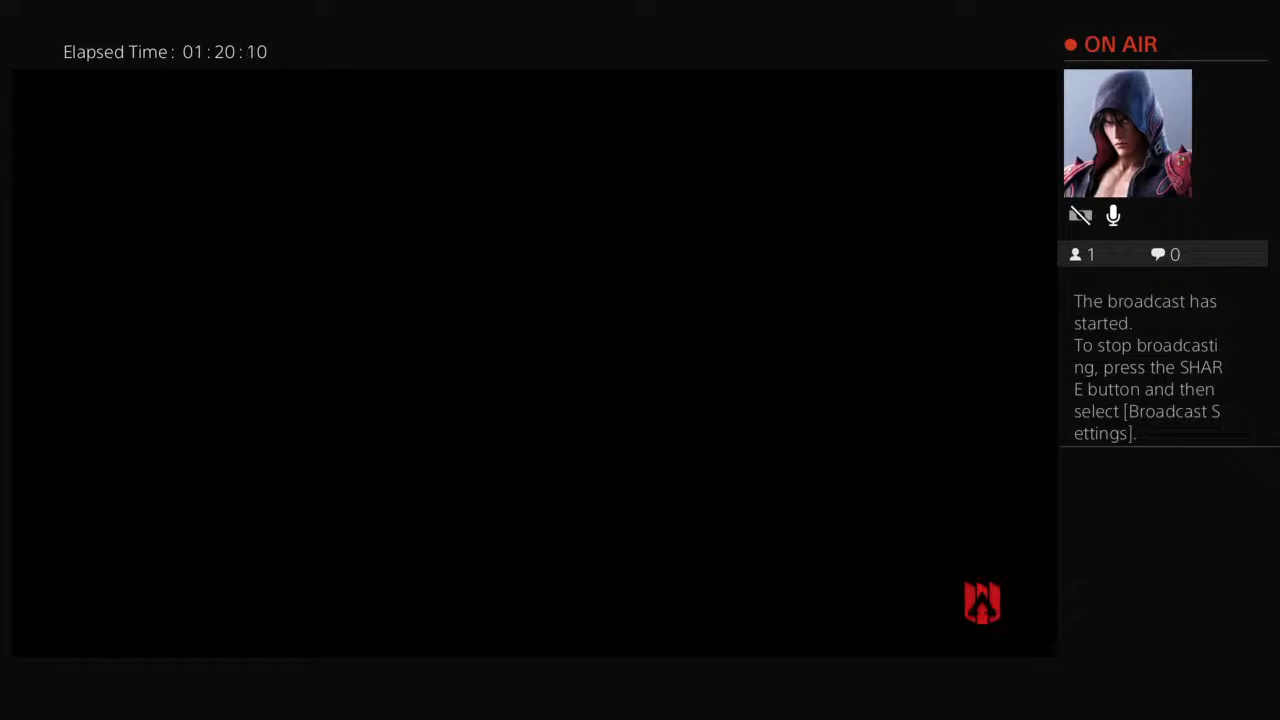 Elapsed Time: 01:20:10
ON AIR
1 0
The broadcast has
started.
To stop broadcasti
ng, press the SHAR
E button and then
select [Broadcast S
ettings].